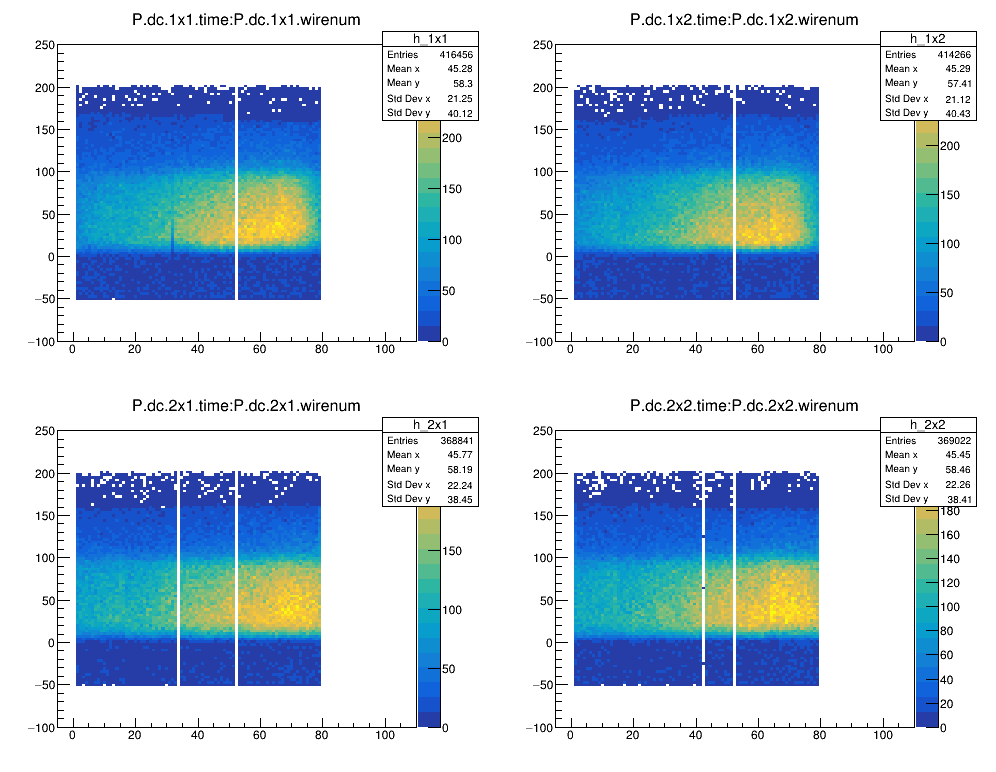 P.dc.1x1.time:P.dc.1x1.wirenum
h_1x1
Entries 416456
Mean x 45.28
Mean y 58.3
Std Dev x 21.25
Std Dev y 40.12
250
200
150
100
50
0
−50
−100
0 20 40 60 80 100
200
150
100
50
0
P.dc.1x2.time:P.dc.1x2.wirenum
h_1x2
Entries 414266
Mean x 45.29
Mean y 57.41
Std Dev x 21.12
Std Dev y 40.43
250
200
150
100
50
0
−50
−100
0 20 40 60 80 100
200
150
100
50
0
P.dc.2x1.time:P.dc.2x1.wirenum
h_2x1
Entries 368841
Mean x 45.77
Mean y 58.19
Std Dev x 22.24
Std Dev y 38.45
250
200
150
100
50
0
−50
−100
0 20 40 60 80 100
150
100
50
0
P.dc.2x2.time:P.dc.2x2.wirenum
h_2x2
Entries 369022
Mean x 45.45
Mean y 58.46
Std Dev x 22.26
Std Dev y 38.41
250
200
150
100
50
0
−50
−100
0 20 40 60 80 100
180
160
140
120
100
80
60
40
20
0